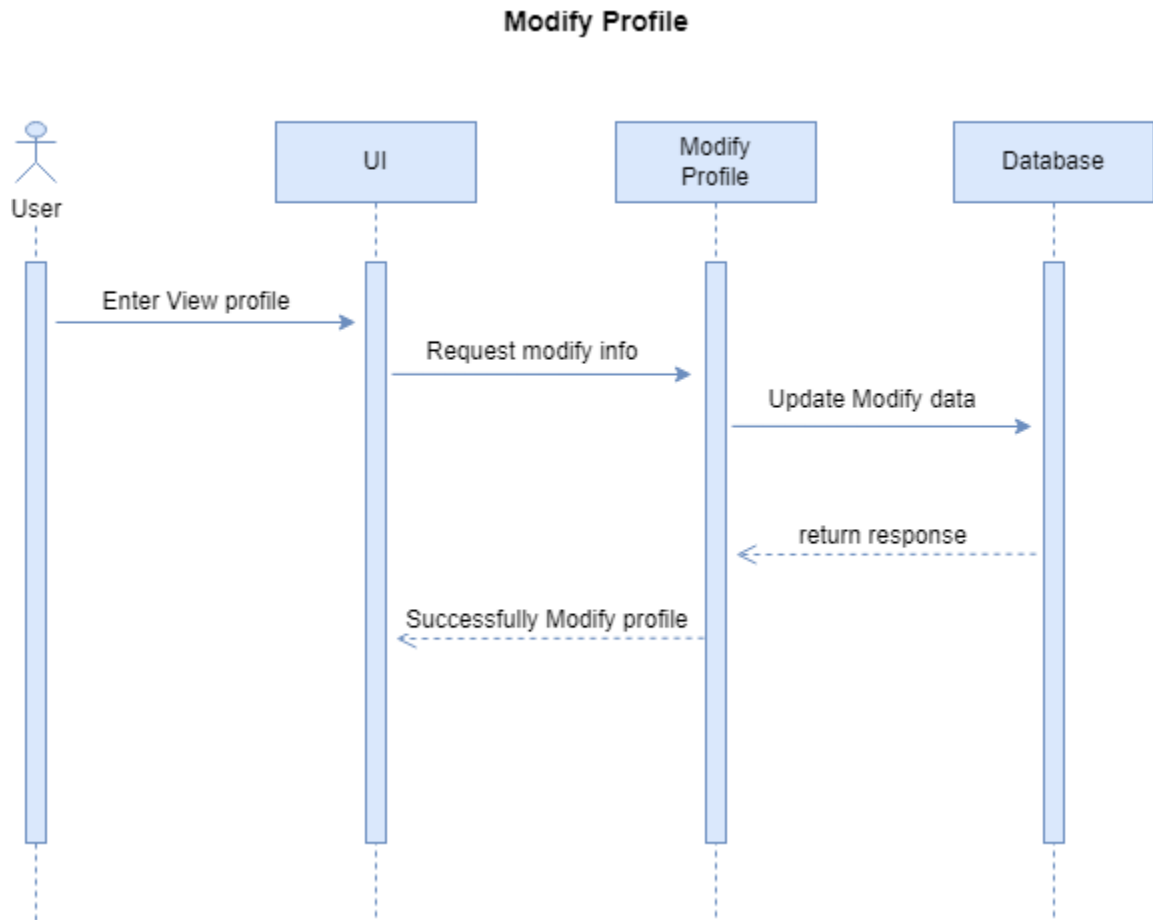 Modify Profile
User
UI
Modify
Profile
Database
Enter View profile
Request modify info
Update Modify data
return response
Successfully Modify profile